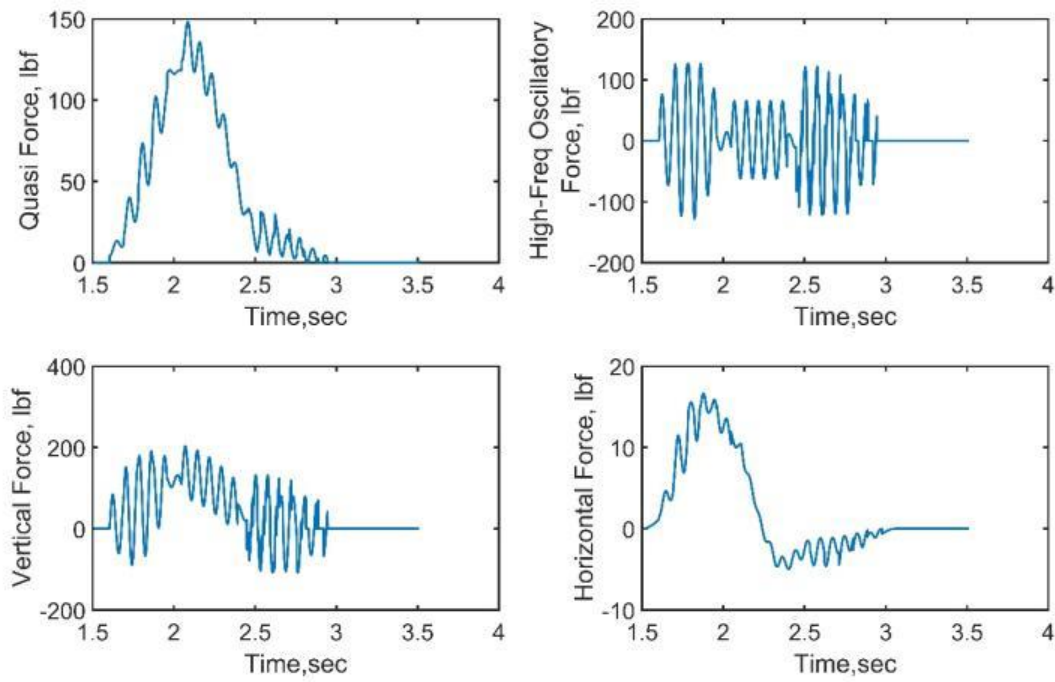 150
100
50
0
Quasi Force, lbf
1.5 2 2.5 3 3.5 4
Time,sec
200
100
0
-100
-200
High-Freq Oscillatory
Force, lbf
1.5 2 2.5 3 3.5 4
Time,sec
400
200
0
-200
Vertical Force, lbf
1.5 2 2.5 3 3.5 4
Time,sec
20
10
0
-10
Horizontal Force, lbf
1.5 2 2.5 3 3.5 4
Time,sec